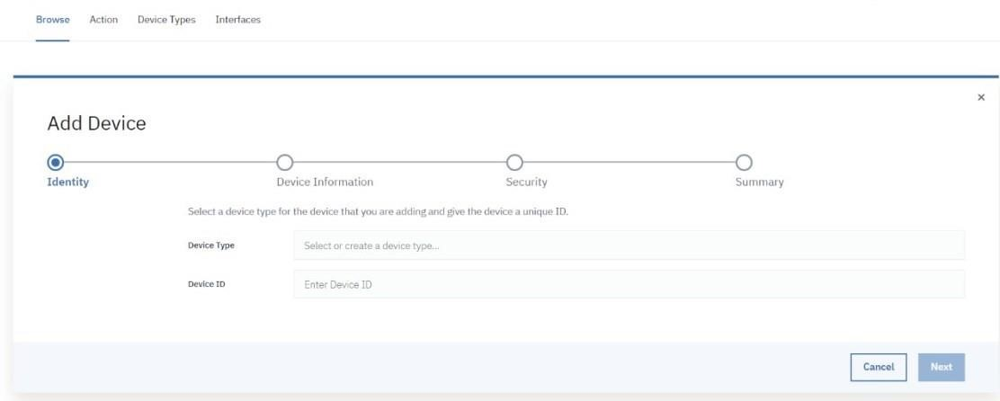 Browse Action Device Types Interfaces
×
Add Device
Identity Device Information Security Summary
Select a device type for the device that you are adding and give the device a unique ID.
Device Type Select or create a device type...
Device ID Enter Device ID
Cancel Next